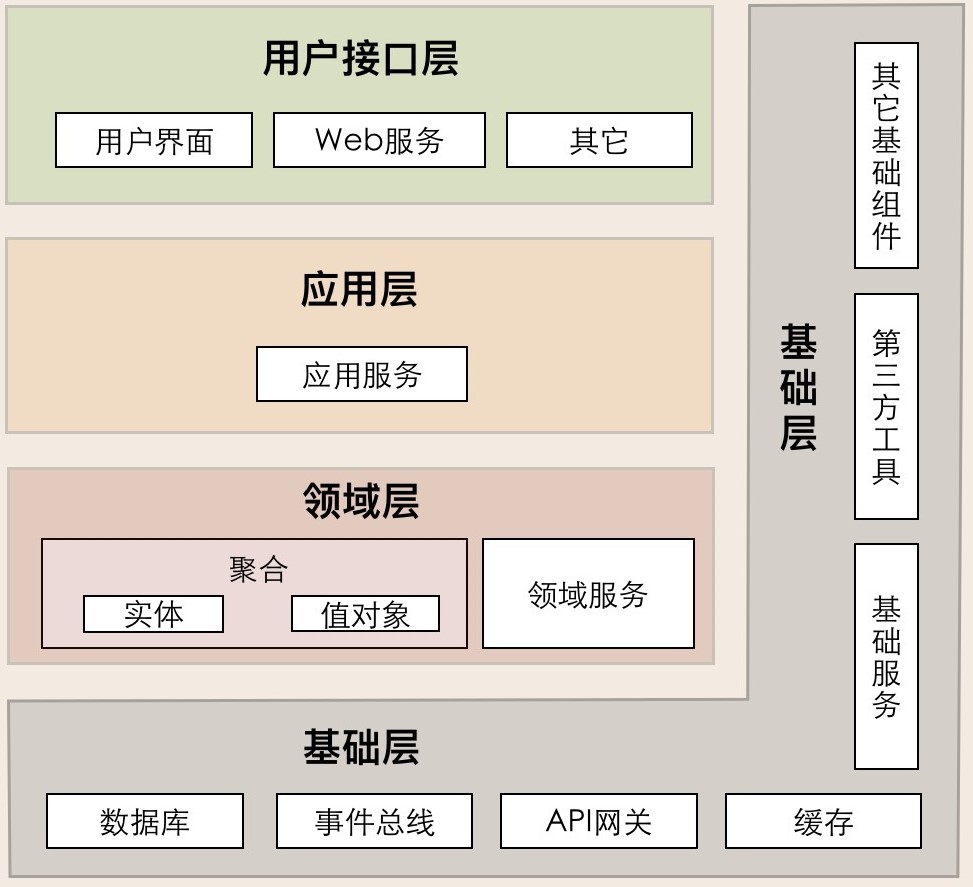 用户接口层
用户界面
Web服务
其它
应用层
应用服务
领域层
聚合
实体
值对象
领域服务
基础层
其它基础组件
第三方工具
基础服务
基础层
数据库
事件总线
API网关
缓存